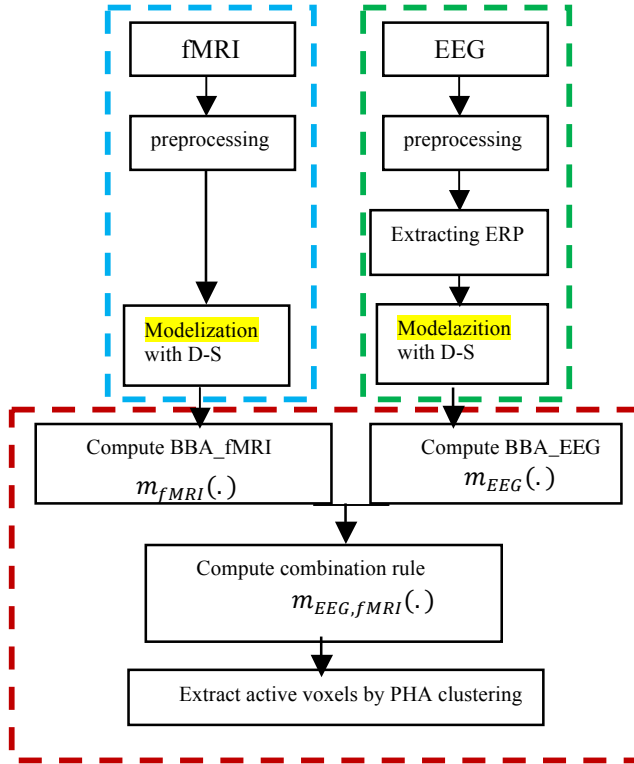 fMRI
preprocessing
Modelization
with D-S
EEG
preprocessing
Extracting ERP
Modelazition
with D-S
Compute BBA_fMRI
m_{fMRI}(.)
Compute BBA_EEG
m_{EEG}(.)
Compute combination rule
m_{EEG,fMRI}(.)
Extract active voxels by PHA clustering